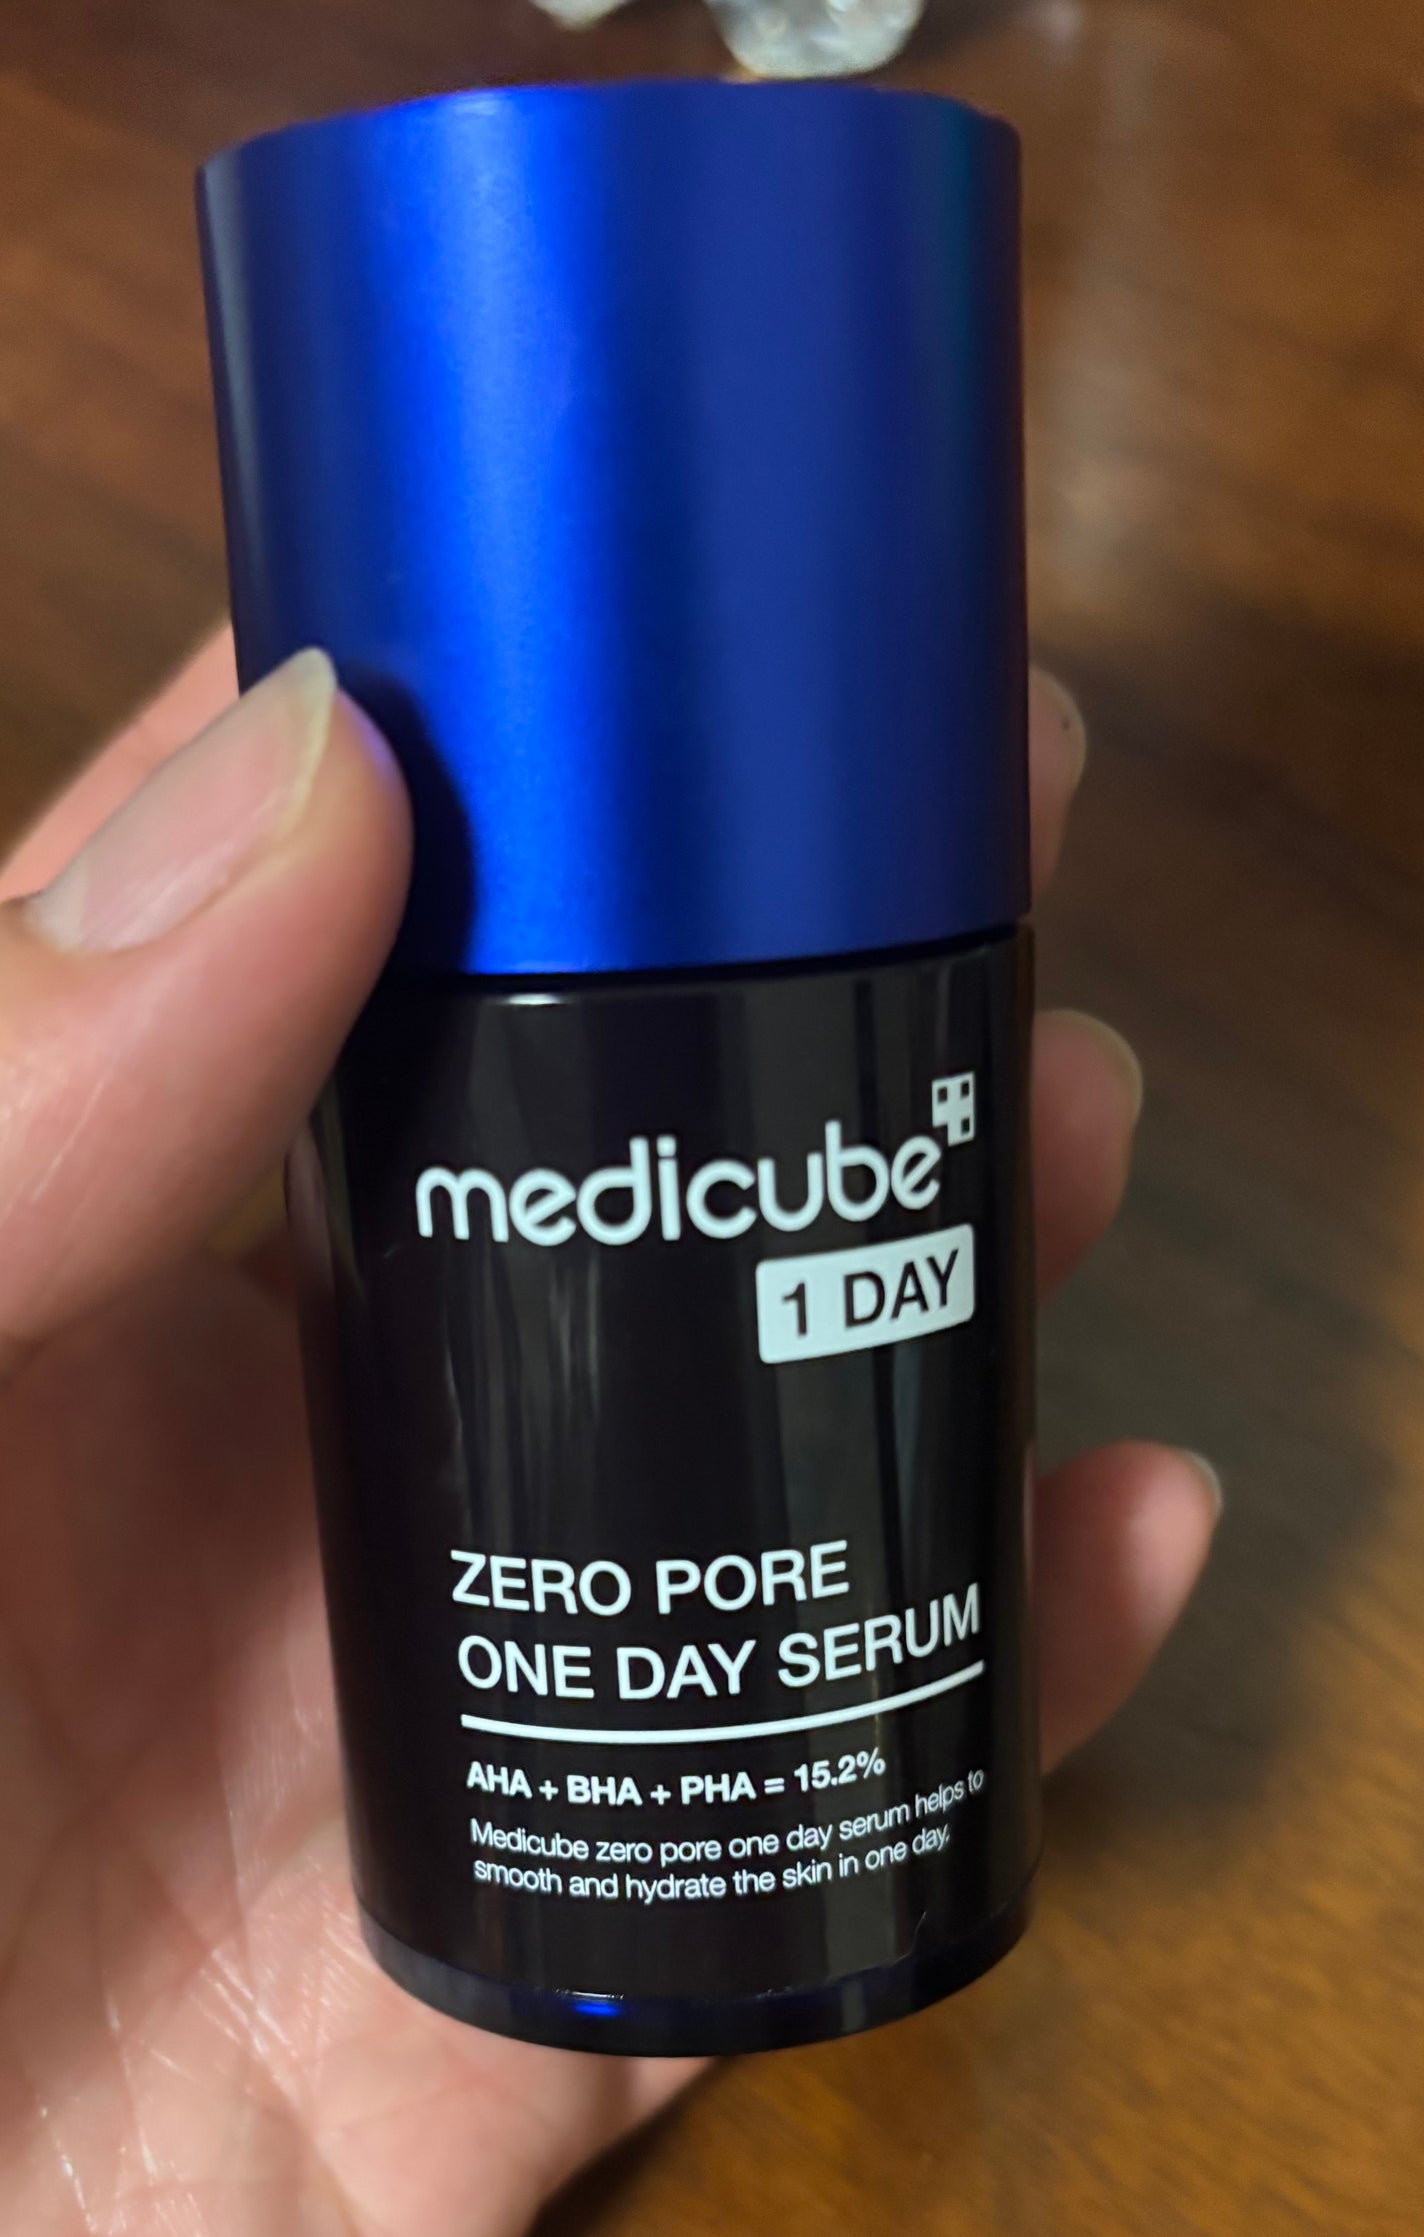 medicube
1 DAY
ZERO PORE
ONE DAY SERUM
AHA + BHA + PHA = 15.2%
Medicube zero pore one day serum helps to
smooth and hydrate the skin in one day.